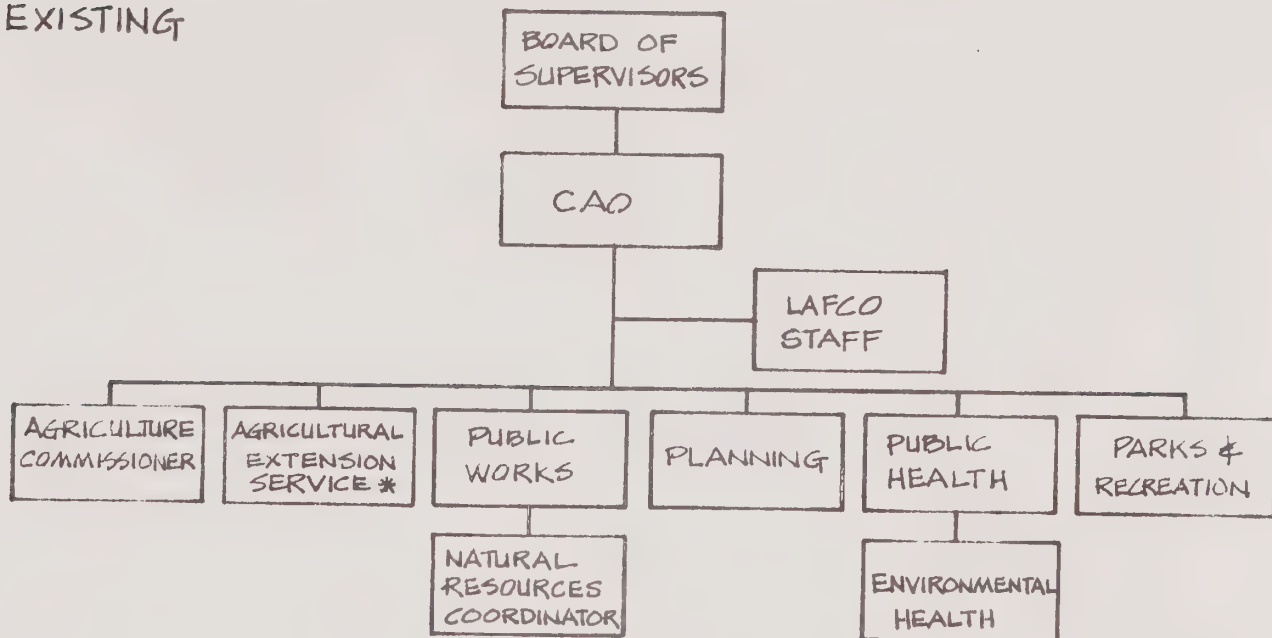 EXISTING
BOARD OF
SUPERVISORS
CAO
LAFCO
STAFF
AGRICULTURE
COMMISSIONER
AGRICULTURAL
EXTENSION
SERVICE *
PUBLIC
WORKS
PLANNING
PUBLIC
HEALTH
PARKS &
RECREATION
NATURAL
RESOURCES
COORDINATOR
ENVIRONMENTAL
HEALTH